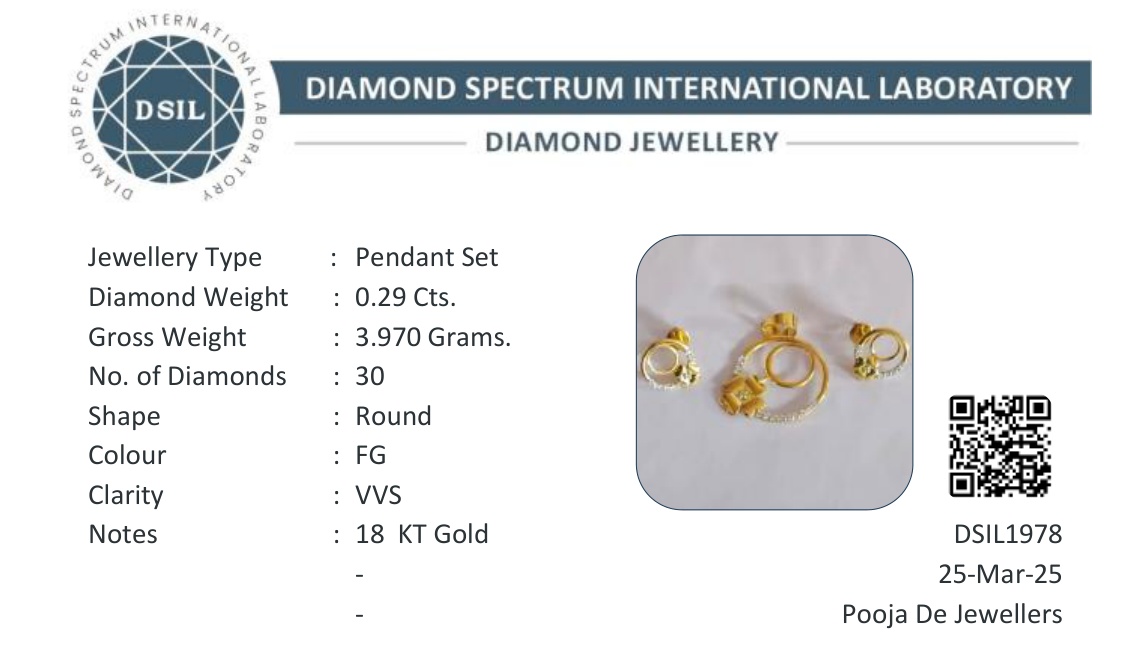 DIAMOND SPECTRUM INTERNATIONAL LABORATORY
DSIL
DIAMOND SPECTRUM INTERNATIONAL LABORATORY
DIAMOND JEWELLERY
Jewellery Type : Pendant Set
Diamond Weight : 0.29 Cts.
Gross Weight : 3.970 Grams.
No. of Diamonds : 30
Shape : Round
Colour : FG
Clarity : VVS
Notes : 18 KT Gold
-
-
DSIL1978
25-Mar-25
Pooja De Jewellers